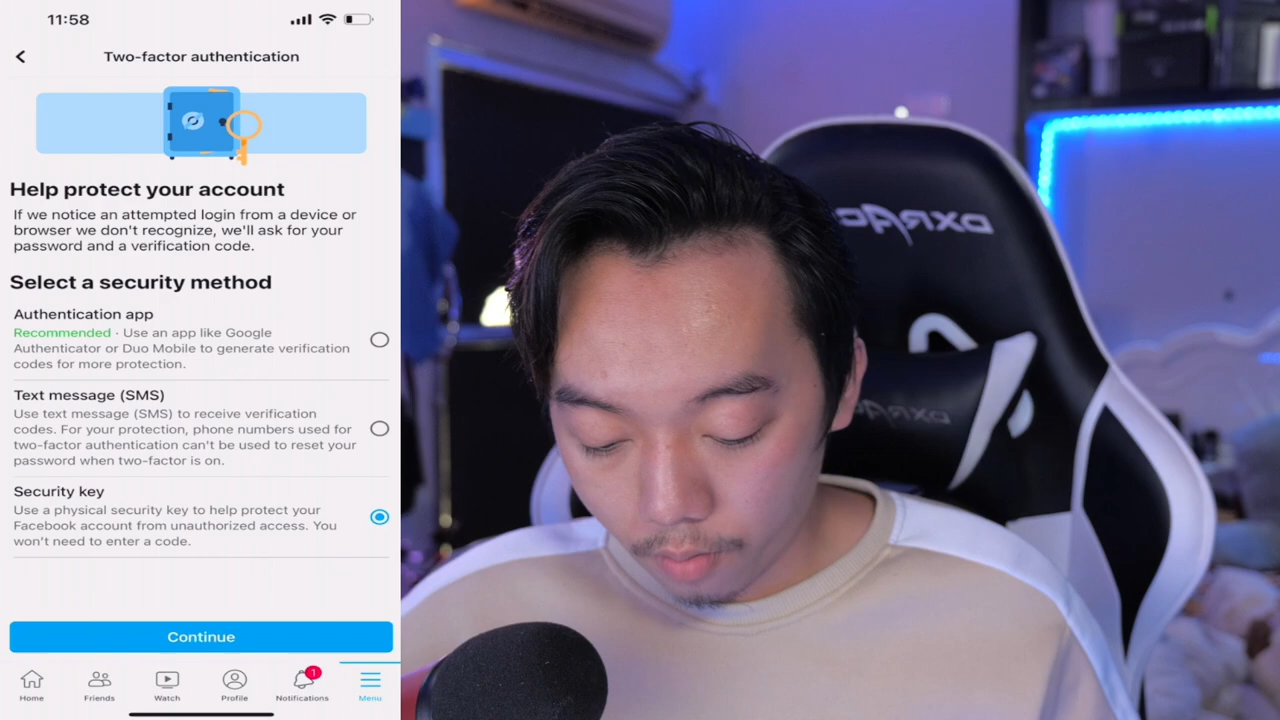 11:58
Two-factor authentication
Help protect your account
If we notice an attempted login from a device or
browser we don't recognize, we'll ask for your
password and a verification code.
Select a security method
Authentication app
Recommended · Use an app like Google
Authenticator or Duo Mobile to generate verification
codes for more protection.
Text message (SMS)
Use text message (SMS) to receive verification
codes. For your protection, phone numbers used for
two-factor authentication can't be used to reset your
password when two-factor is on.
Security key
Use a physical security key to help protect your
Facebook account from unauthorized access. You
won't need to enter a code.
Continue
1
Home
Friends
Watch
Profile
Notifications
Menu
DXRACER